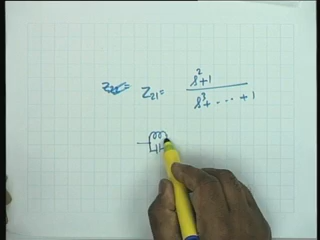 Z₂₁ = (s²+1) / (s³+ ... +1)